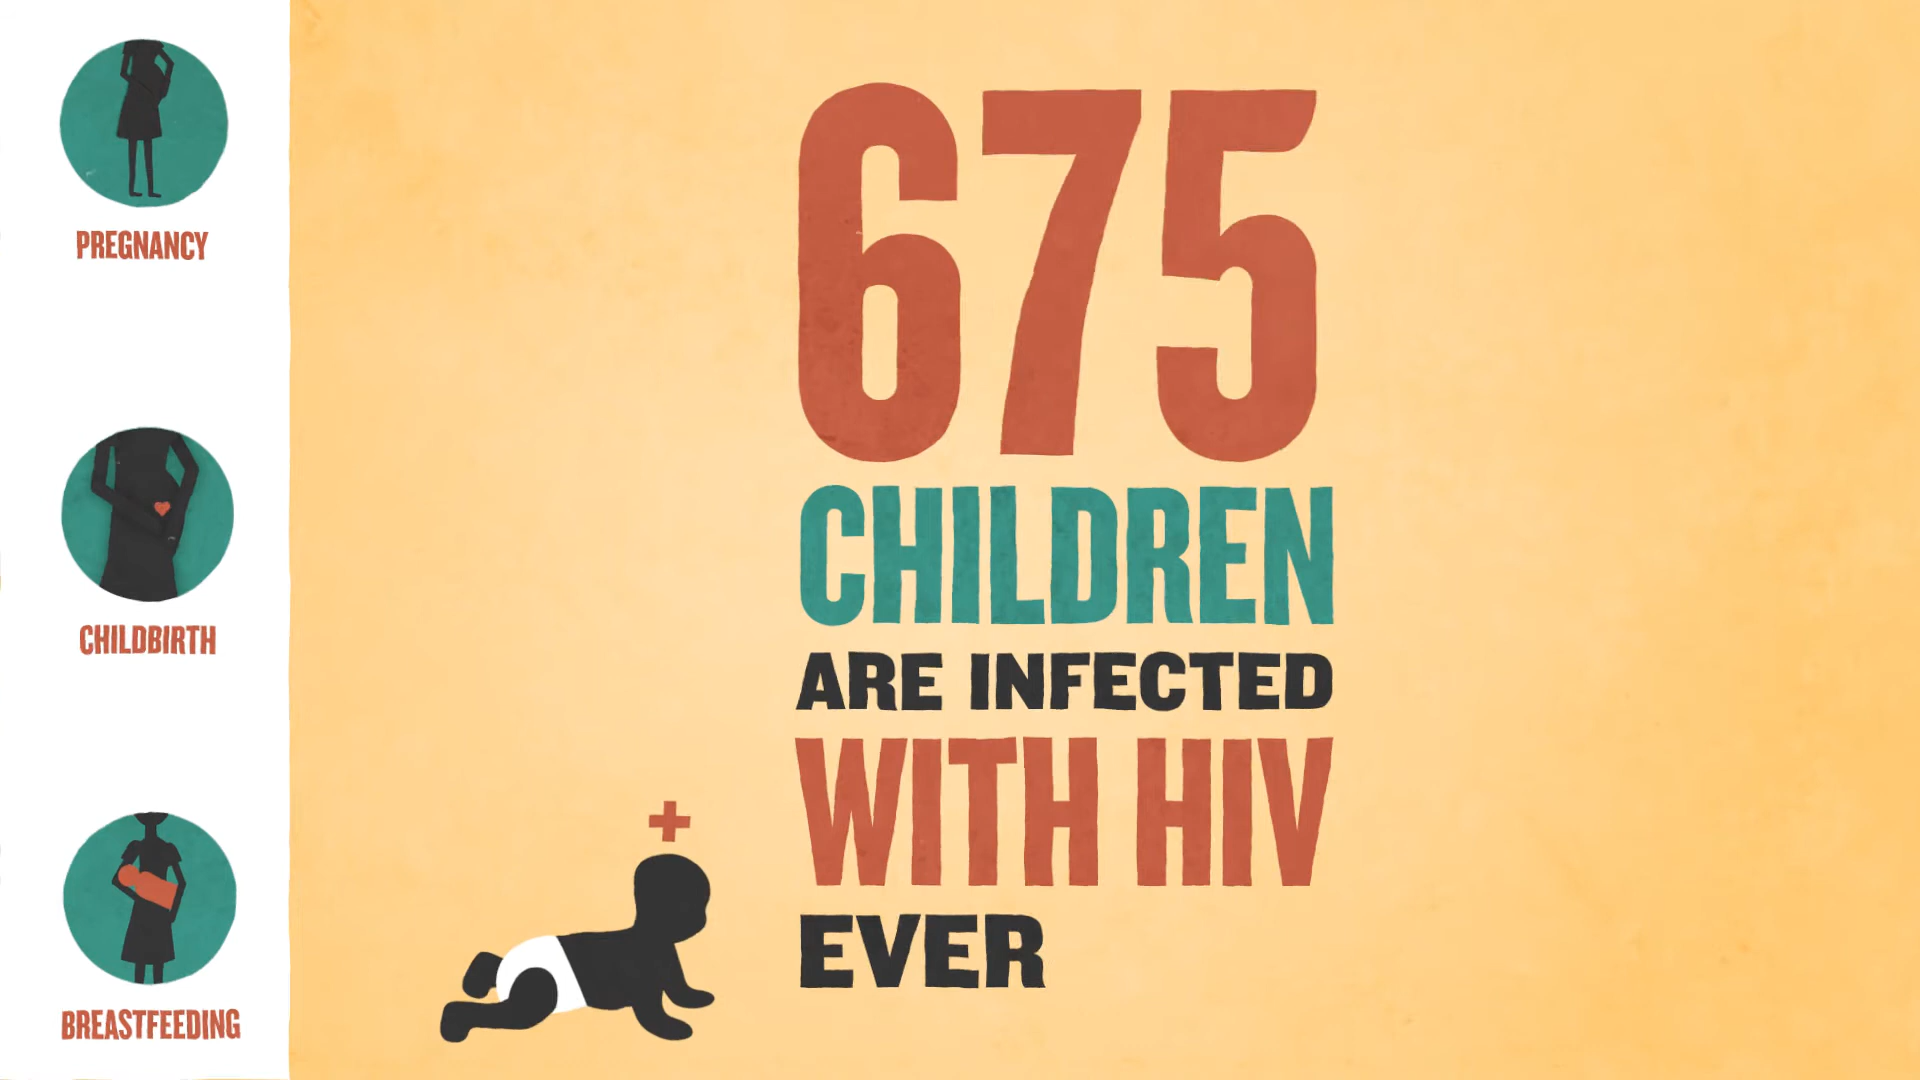 PREGNANCY
CHILDBIRTH
BREASTFEEDING
675
CHILDREN
ARE INFECTED
WITH HIV
EVER